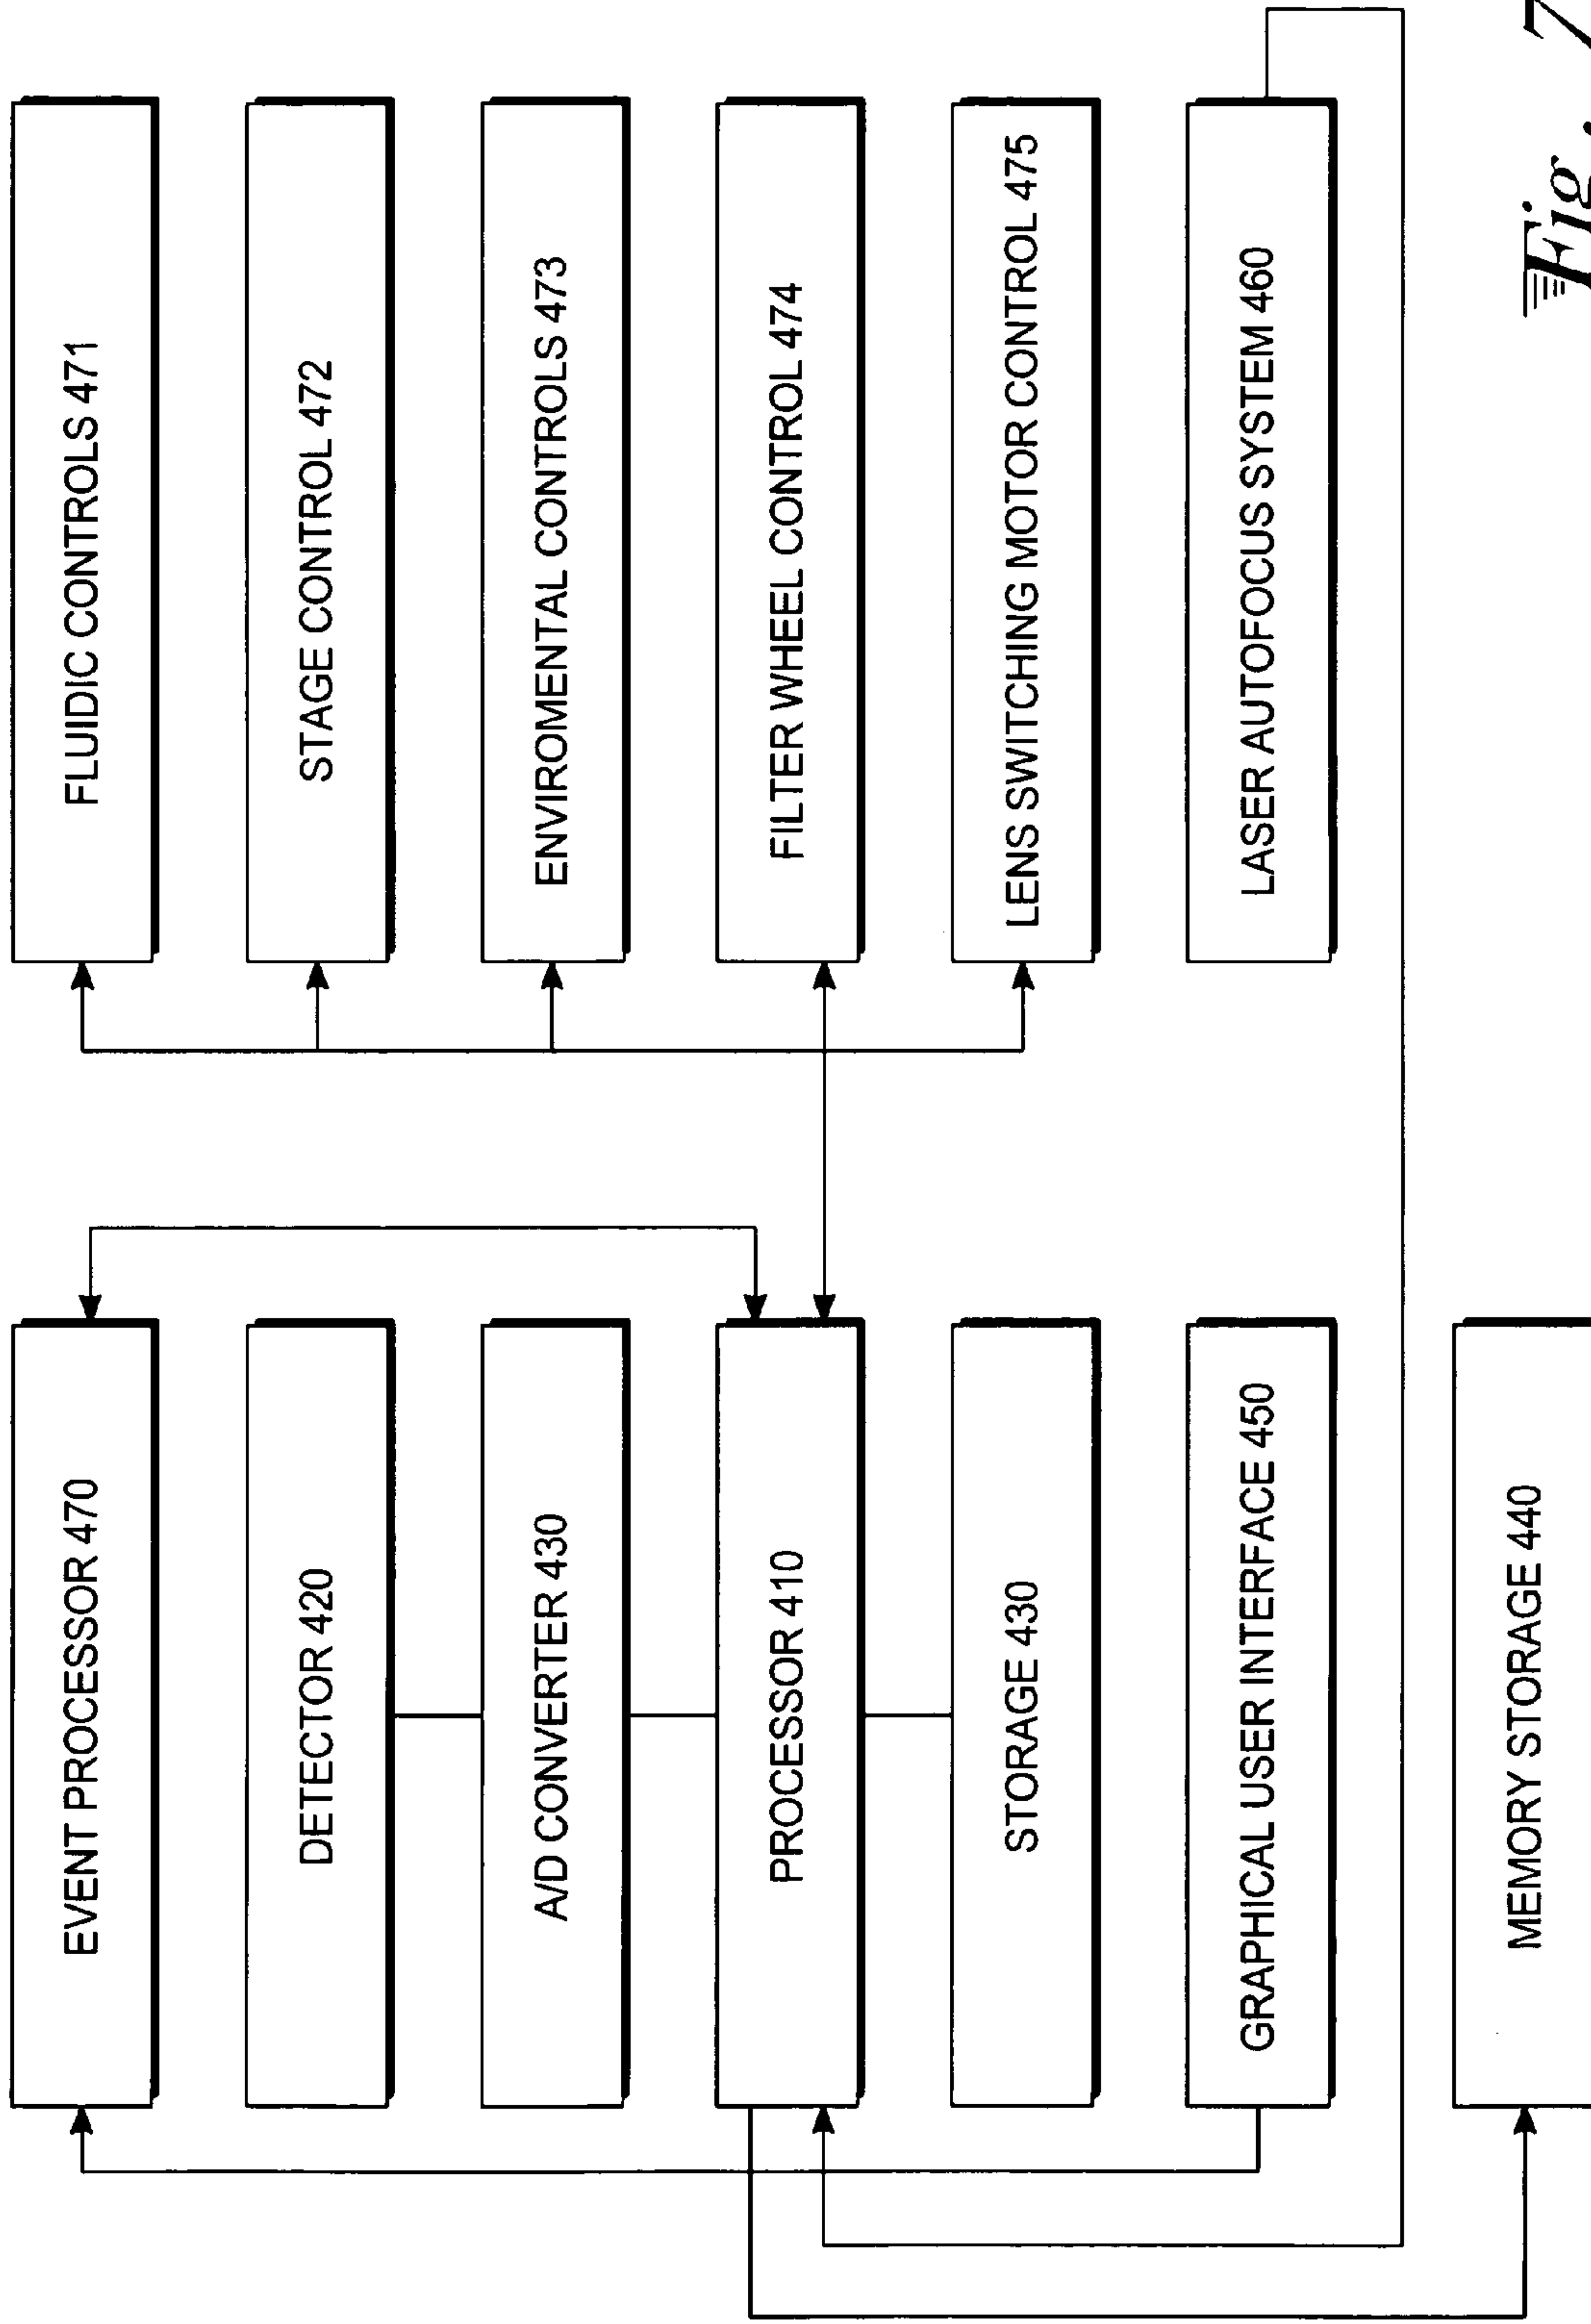 EVENT PROCESSOR 470
DETECTOR 420
A/D CONVERTER 430
PROCESSOR 410
STORAGE 430
GRAPHICAL USER INTERFACE 450
MEMORY STORAGE 440
FLUIDIC CONTROLS 471
STAGE CONTROL 472
ENVIROMENTAL CONTROLS 473
FILTER WHEEL CONTROL 474
LENS SWITCHING MOTOR CONTROL 475
LASER AUTOFOCUS SYSTEM 460
Fig. 7